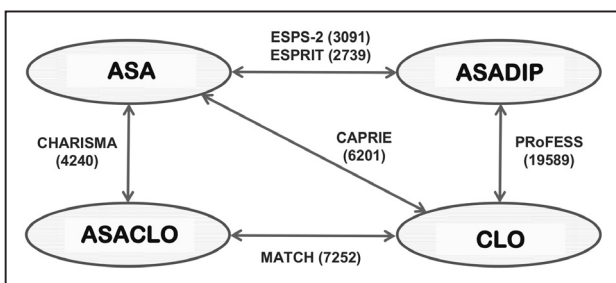 ESPS-2 (3091)
ESPRIT (2739)
ASA
ASADIP
CHARISMA
(4240)
CAPRIE
(6201)
PRoFESS
(19589)
ASACLO
CLO
MATCH (7252)